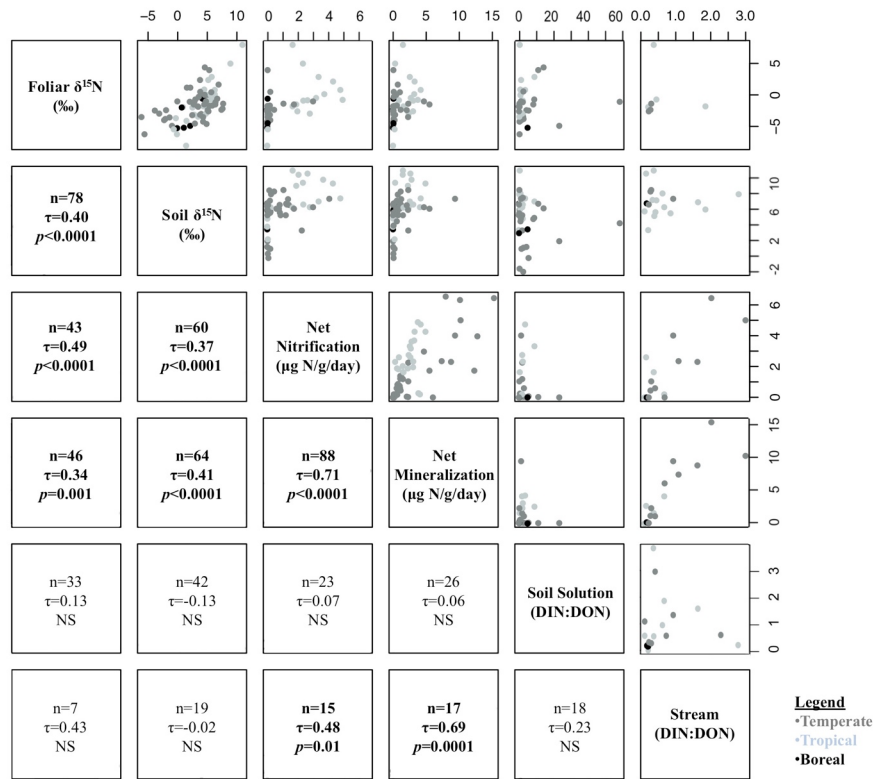 -5 0 5 10
0 2 4 6
0 5 10 15
0 20 40 60
0.0 1.0 2.0 3.0
Foliar δ¹⁵N
(‰)
-5 0 5
n=78
τ=0.40
p<0.0001
Soil δ¹⁵N
(‰)
-2 2 6 10
n=43
τ=0.49
p<0.0001
n=60
τ=0.37
p<0.0001
Net
Nitrification
(µg N/g/day)
0 2 4 6
n=46
τ=0.34
p=0.001
n=64
τ=0.41
p<0.0001
n=88
τ=0.71
p<0.0001
Net
Mineralization
(µg N/g/day)
0 5 10 15
n=33
τ=0.13
NS
n=42
τ=-0.13
NS
n=23
τ=0.07
NS
n=26
τ=0.06
NS
Soil Solution
(DIN:DON)
0 1 2 3
n=7
τ=0.43
NS
n=19
τ=-0.02
NS
n=15
τ=0.48
p=0.01
n=17
τ=0.69
p=0.0001
n=18
τ=0.23
NS
Stream
(DIN:DON)
Legend
•Temperate
•Tropical
•Boreal